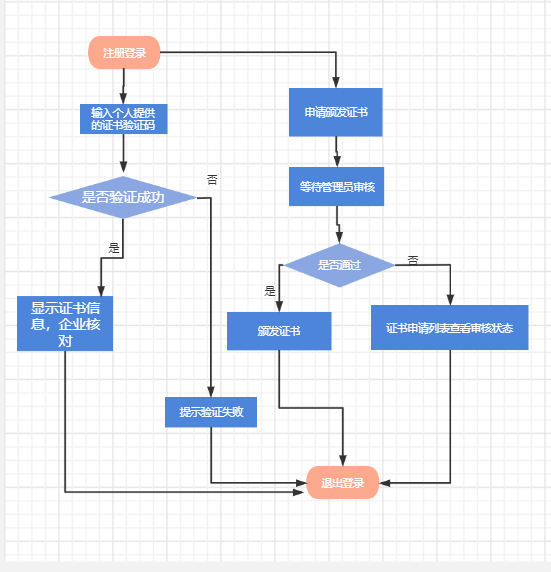 注册登录
输入个人提供
的证书验证码
是否验证成功
否
是
显示证书信
息，企业核
对
提示验证失败
申请颁发证书
等待管理员审核
是否通过
是
否
颁发证书
证书申请列表查看审核状态
退出登录